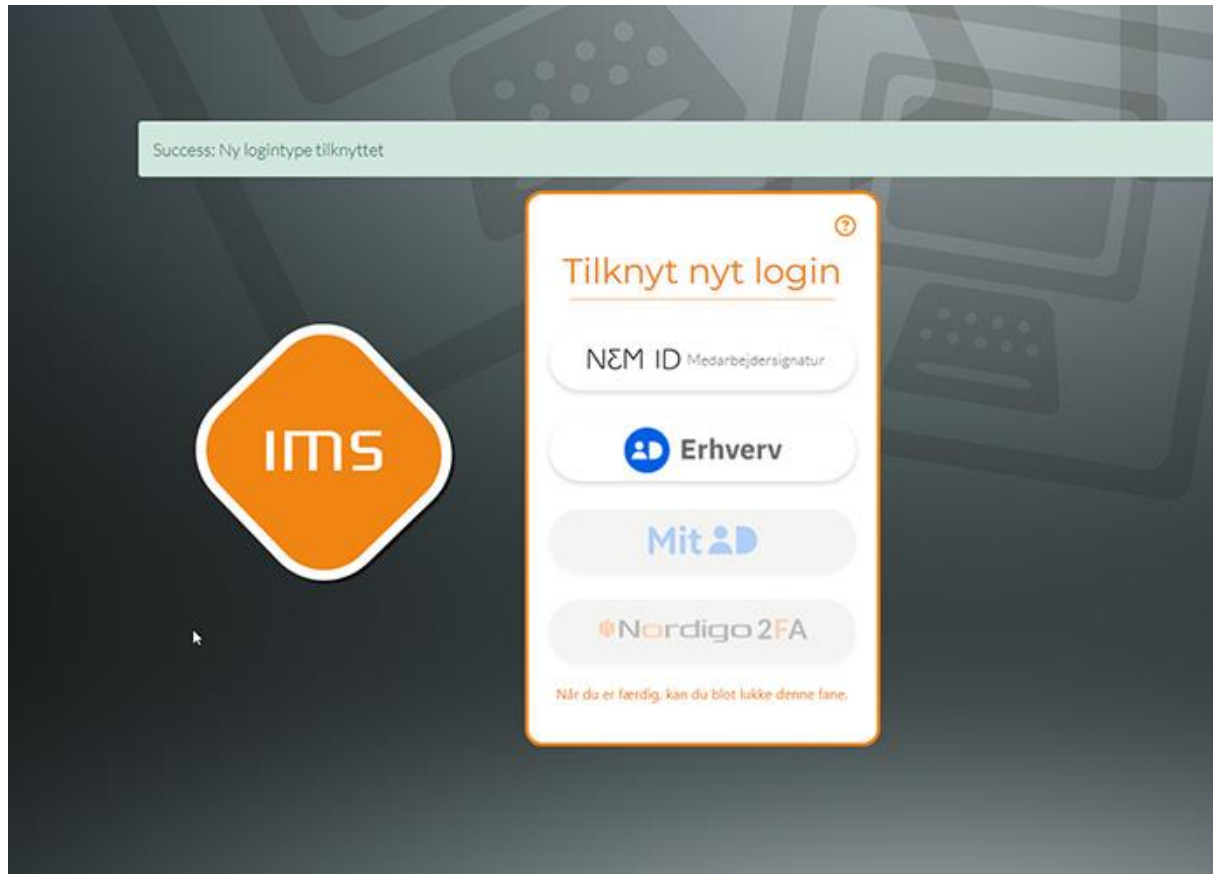 Success: Ny logintype tilknyttet
?
Tilknyt nyt login
NƐM ID Medarbejdersignatur
ims
Erhverv
Mit
Nordigo 2FA
Når du er færdig, kan du blot lukke denne fane.